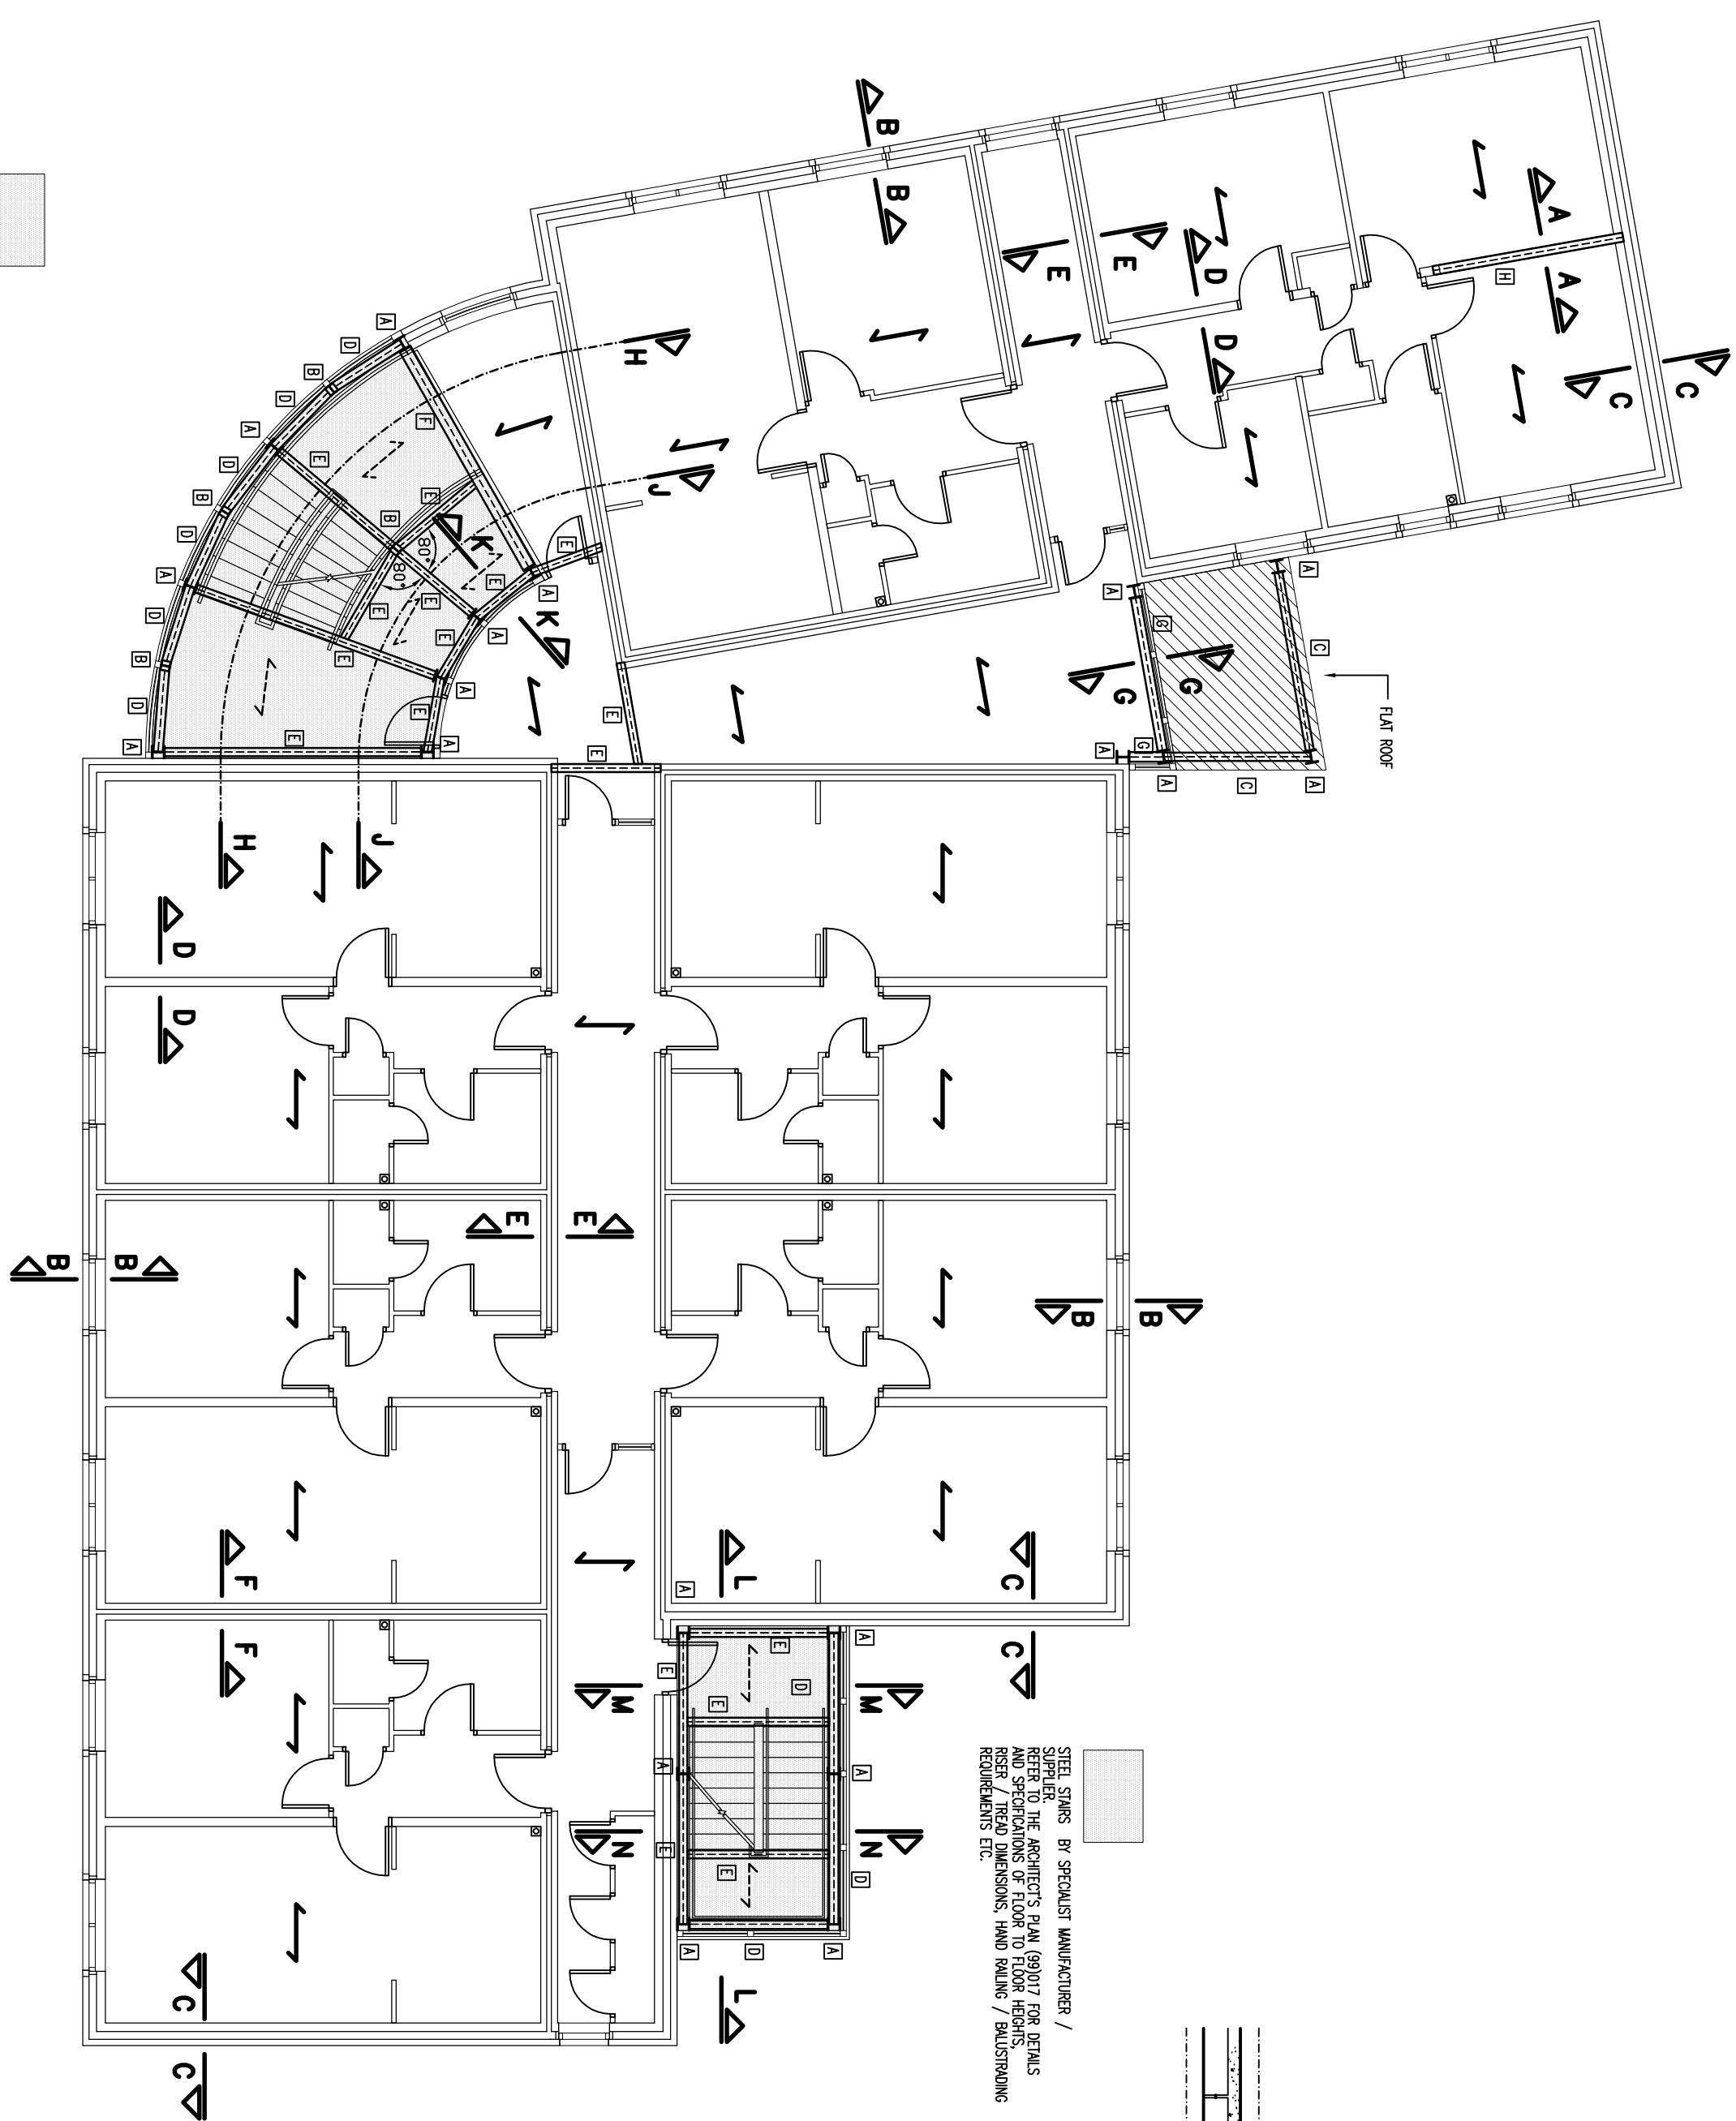 FLAT ROOF
STEEL STAIRS BY SPECIALIST MANUFACTURER /
SUPPLIER.
REFER TO THE ARCHITECT'S PLAN (99)017 FOR DETAILS
AND SPECIFICATIONS OF FLOOR TO FLOOR HEIGHTS,
RISER / TREAD DIMENSIONS, HAND RAILING / BALUSTRADING
REQUIREMENTS ETC.
A
A
H
C
C
B
B
D
D
E
E
C
A
A
G
G
G
G
A
A
C
A
H
J
K
K
80°
80°
A
D
B
D
A
D
B
D
A
D
B
D
A
F
E
E
B
E
E
E
E
E
E
E
E
E
E
A
A
A
A
H
J
D
D
E
E
B
B
B
B
F
F
L
L
C
C
C
C
M
M
N
N
A
A
E
D
E
E
A
A
E
E
D
A
D
A